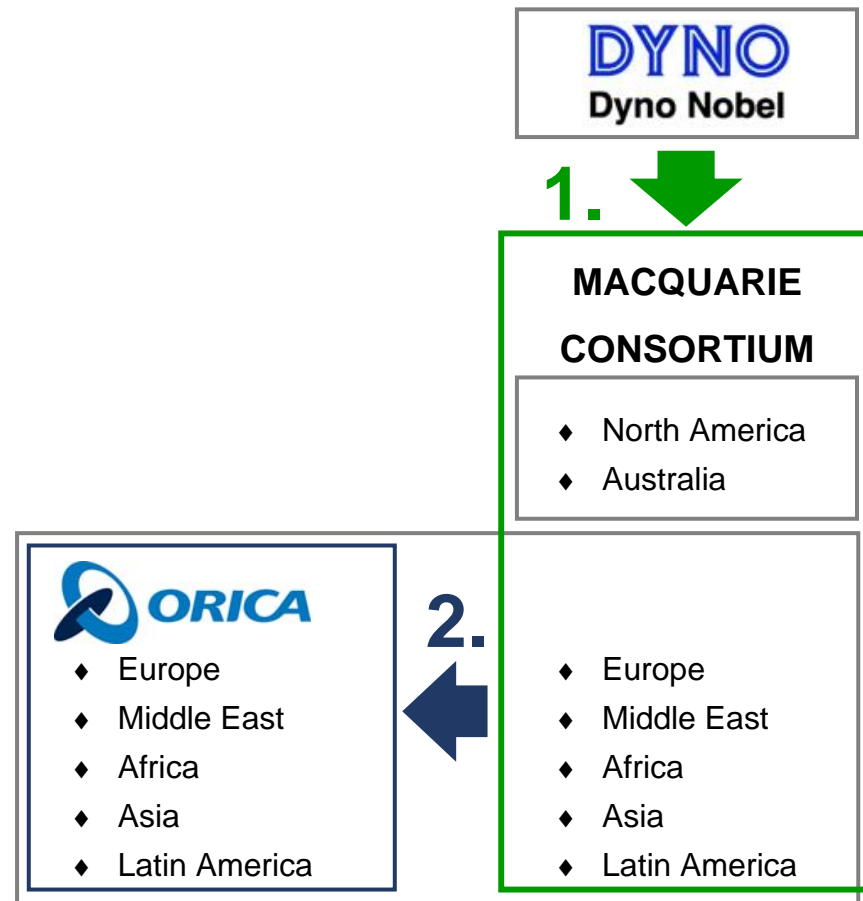 DYNO
Dyno Nobel
1.
MACQUARIE
CONSORTIUM
♦ North America
♦ Australia
ORICA
♦ Europe
♦ Middle East
♦ Africa
♦ Asia
♦ Latin America
2.
♦ Europe
♦ Middle East
♦ Africa
♦ Asia
♦ Latin America